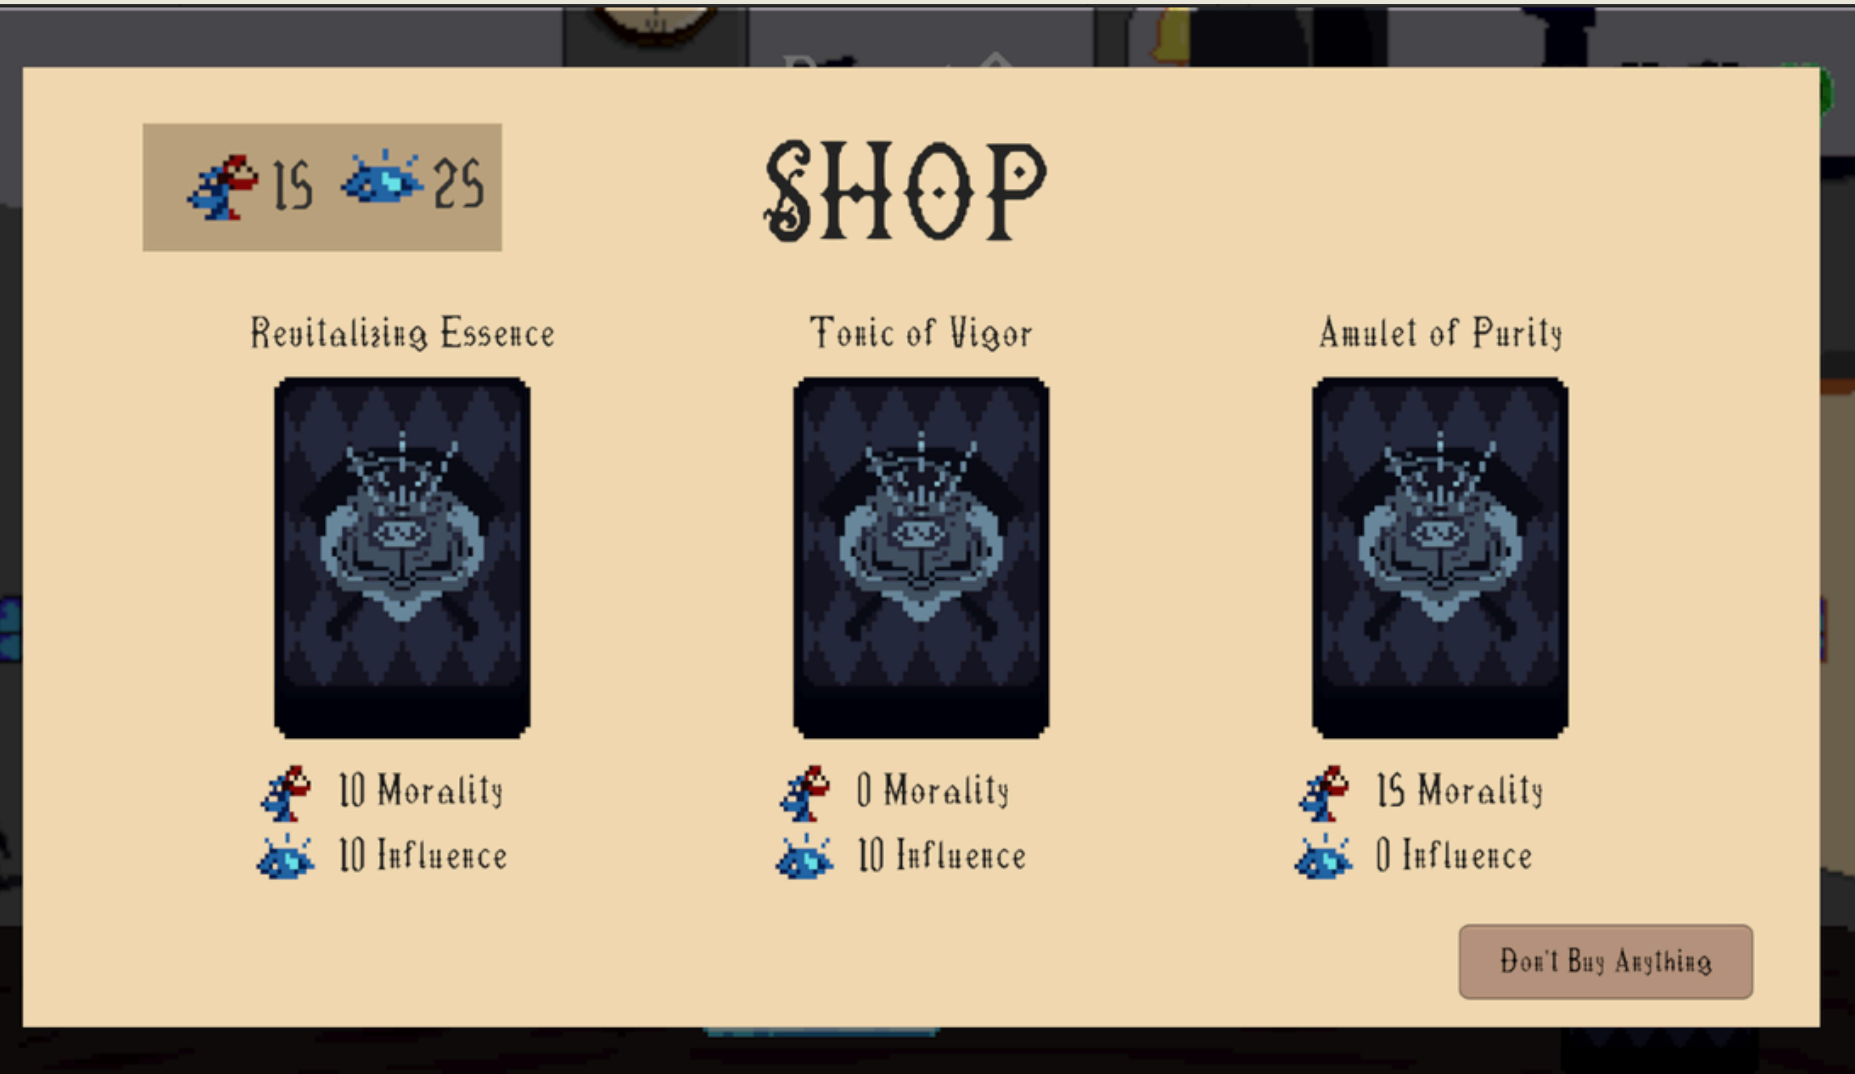 15 25
SHOP
Revitalizing Essence
Tonic of Vigor
Amulet of Purity
10 Morality
10 Influence
0 Morality
10 Influence
15 Morality
0 Influence
Don't Buy Anything